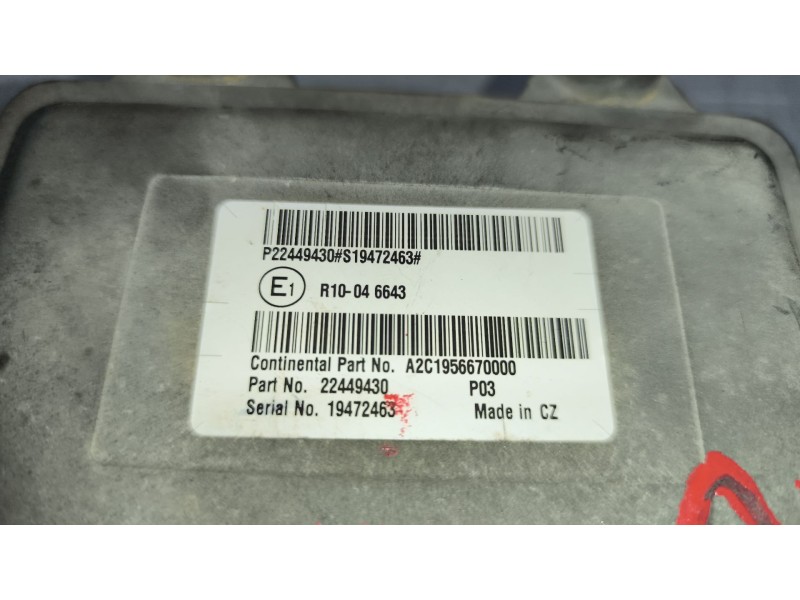 P22449430#S19472463#
E1 R10-04 6643
Continental Part No. A2C1956670000
Part No. 22449430 P03
Serial No. 19472463 Made in CZ